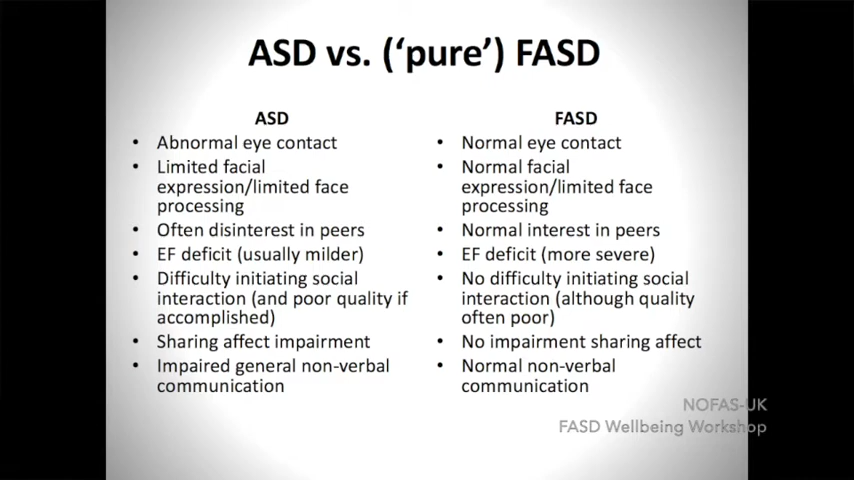 ASD vs. (‘pure’) FASD
ASD
• Abnormal eye contact
• Limited facial
expression/limited face
processing
• Often disinterest in peers
• EF deficit (usually milder)
• Difficulty initiating social
interaction (and poor quality if
accomplished)
• Sharing affect impairment
• Impaired general non-verbal
communication
FASD
• Normal eye contact
• Normal facial
expression/limited face
processing
• Normal interest in peers
• EF deficit (more severe)
• No difficulty initiating social
interaction (although quality
often poor)
• No impairment sharing affect
• Normal non-verbal
communication
NOFAS-UK
FASD Wellbeing Workshop